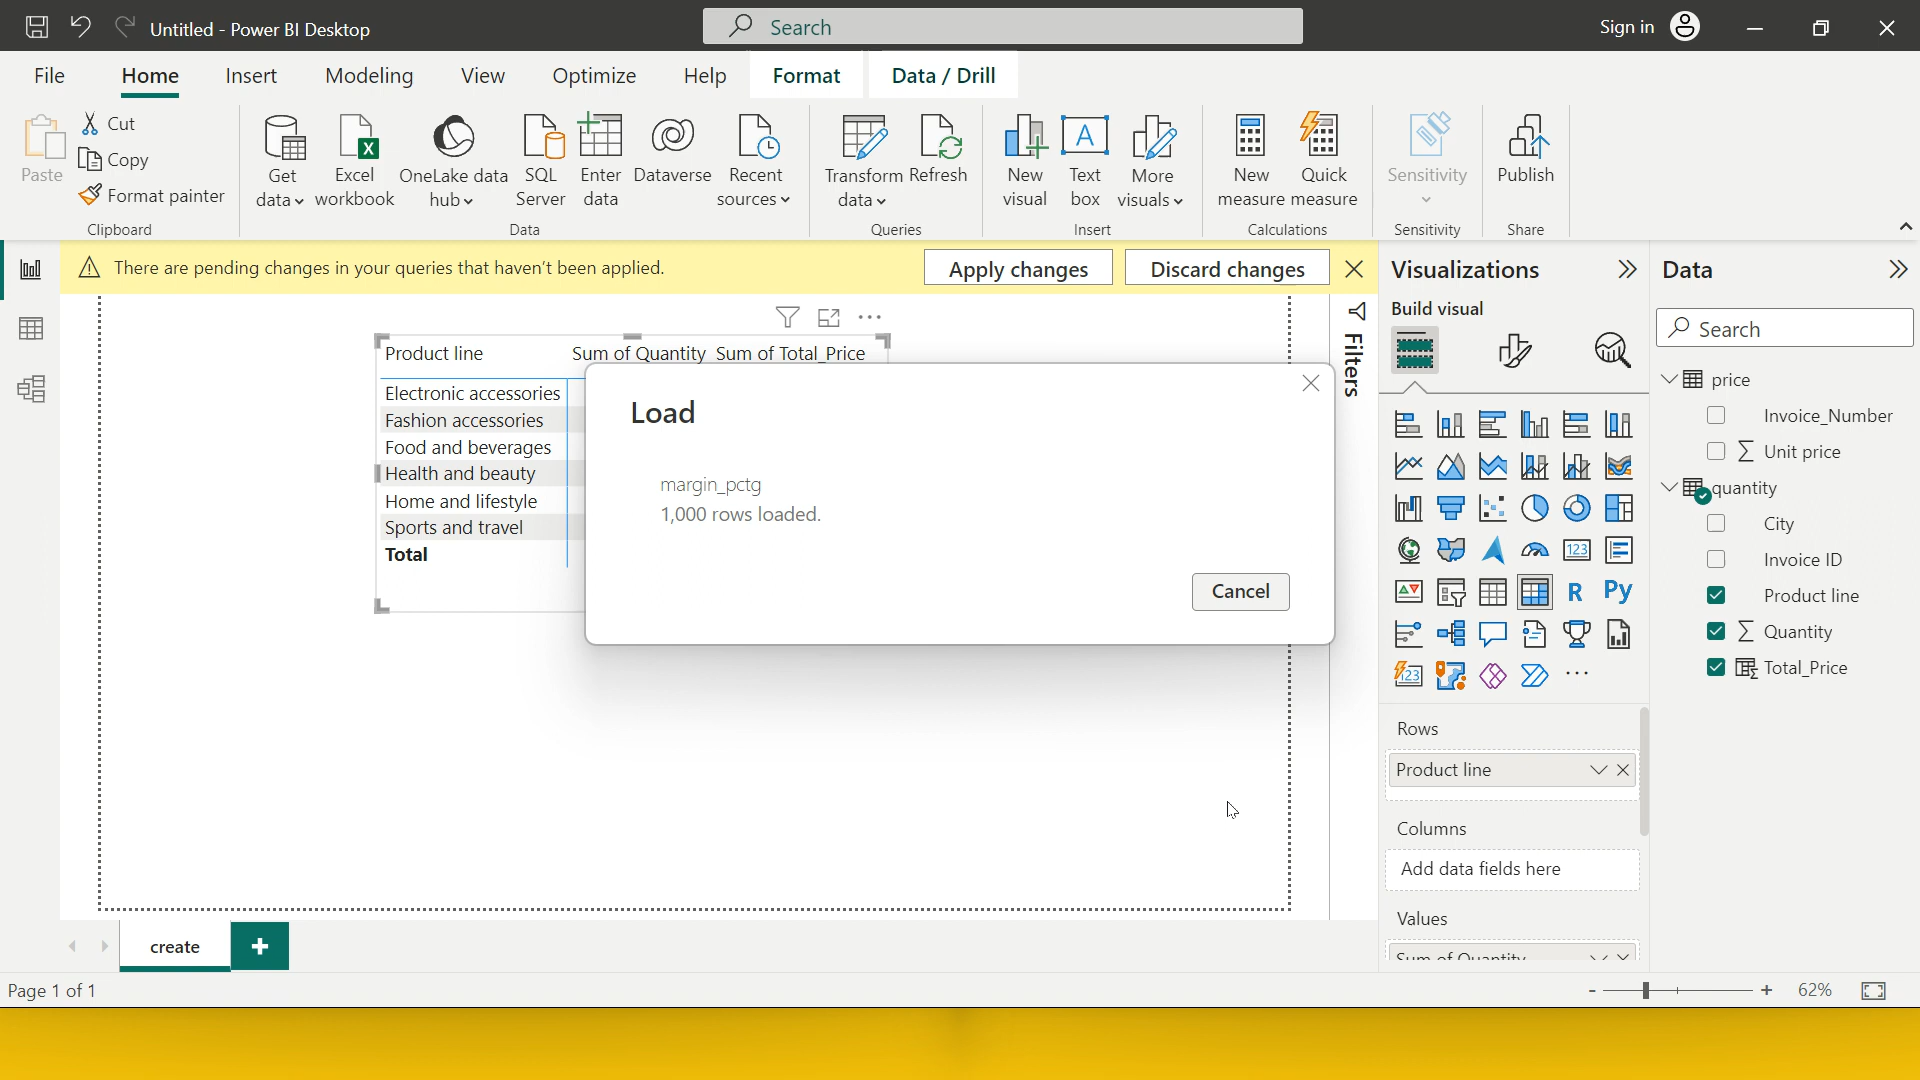 Untitled - Power BI Desktop
Search
Sign in
File
Home
Insert
Modeling
View
Optimize
Help
Format
Data / Drill
Paste
Cut
Copy
Format painter
Clipboard
Get data
Excel workbook
OneLake data hub
SQL Server
Enter data
Dataverse
Recent sources
Data
Transform data
Refresh
Queries
New visual
A
Text box
More visuals
Insert
New measure
Quick measure
Calculations
Sensitivity
Sensitivity
Publish
Share
There are pending changes in your queries that haven't been applied.
Apply changes
Discard changes
Product line Sum of Quantity Sum of Total_Price
Electronic accessories
Fashion accessories
Food and beverages
Health and beauty
Home and lifestyle
Sports and travel
Total
Load
margin_pctg
1,000 rows loaded.
Cancel
Filters
Visualizations
Build visual
123
R
Py
123
Rows
Product line
Columns
Add data fields here
Values
Sum of Quantity
Data
Search
price
Invoice_Number
Unit price
quantity
City
Invoice ID
Product line
Quantity
Total_Price
create
Page 1 of 1
62%